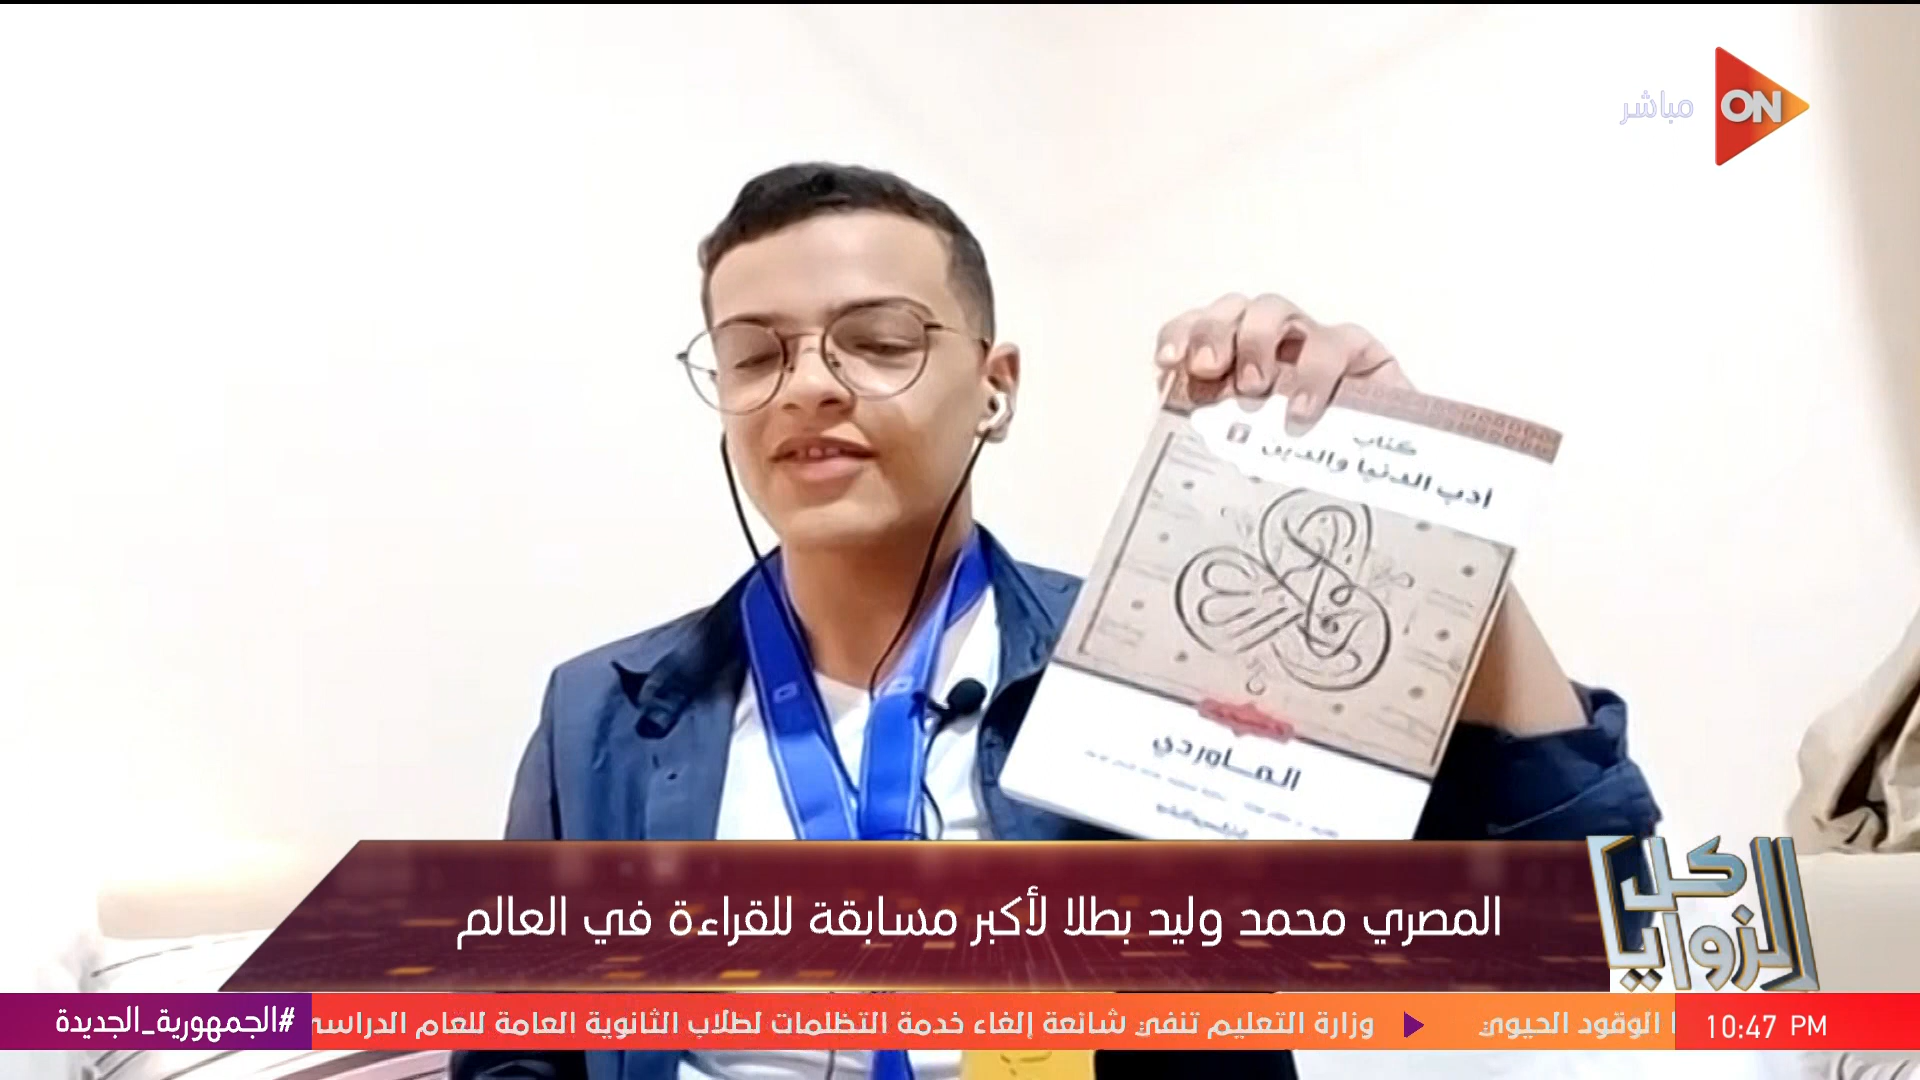 مباشر
ON
كتاب
أدب الدنيا والدين
الماوردي
المصري محمد وليد بطلا لأكبر مسابقة للقراءة في العالم
كل
الزوايا
#الجمهورية_الجديدة
الوقود الحيوي
وزارة التعليم تنفي شائعة إلغاء خدمة التظلمات لطلاب الثانوية العامة للعام
10:47 PM